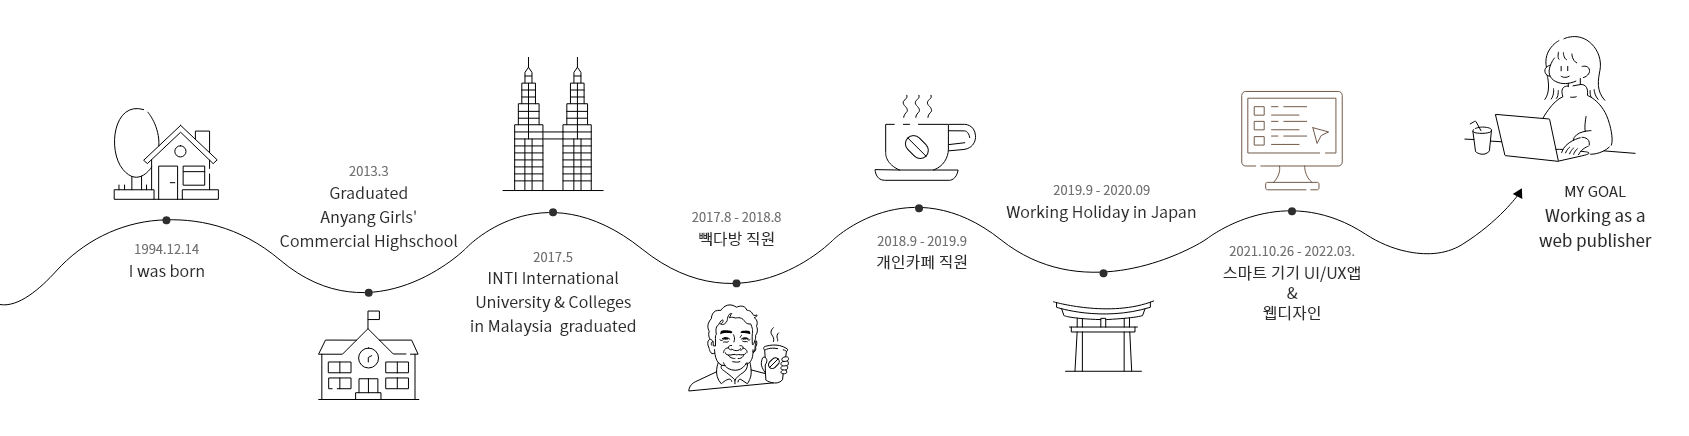 1994.12.14
I was born
2013.3
Graduated
Anyang Girls'
Commercial Highschool
2017.5
INTI International
University & Colleges
in Malaysia graduated
2017.8 - 2018.8
빽다방 직원
2018.9 - 2019.9
개인카페 직원
2019.9 - 2020.09
Working Holiday in Japan
2021.10.26 - 2022.03.
스마트 기기 UI/UX앱
&
웹디자인
MY GOAL
Working as a
web publisher